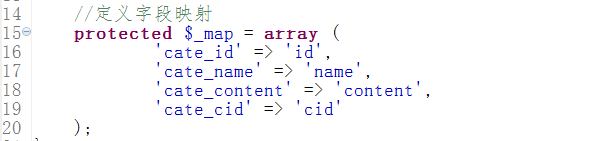 14 //定义字段映射
15 protected $_map = array (
16 'cate_id' => 'id',
17 'cate_name' => 'name',
18 'cate_content' => 'content',
19 'cate_cid' => 'cid'
20 );